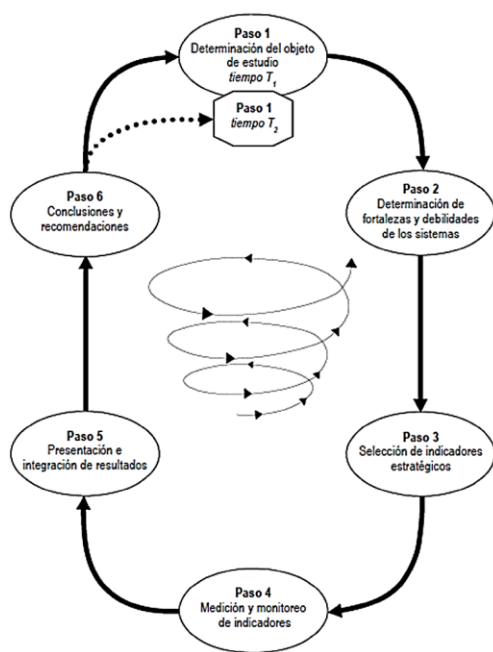 Paso 1
Determinación del objeto
de estudio
tiempo T₁
Paso 1
tiempo T₂
Paso 2
Determinación de
fortalezas y debilidades
de los sistemas
Paso 3
Selección de indicadores
estratégicos
Paso 4
Medición y monitoreo
de indicadores
Paso 5
Presentación e
integración de resultados
Paso 6
Conclusiones y
recomendaciones